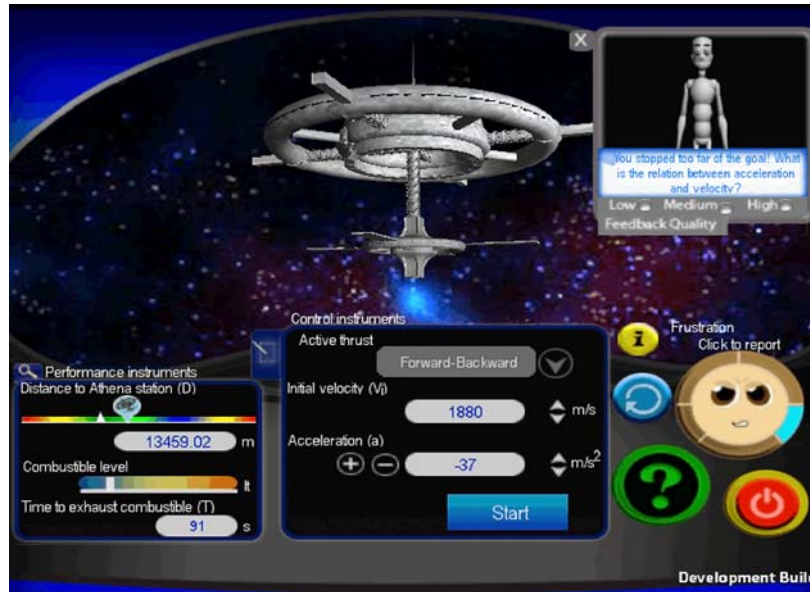 X
You stopped too far of the goal! What
is the relation between acceleration
and velocity?
Low Medium High
Feedback Quality
Control instruments
Active thrust
Forward-Backward
Initial velocity (Vi)
1880 m/s
Acceleration (a)
-37 m/s²
Start
Performance instruments
Distance to Athena station (D)
13459.02 m
Combustible level
lt
Time to exhaust combustible (T)
91 s
i
Frustration
Click to report
?
Development Build